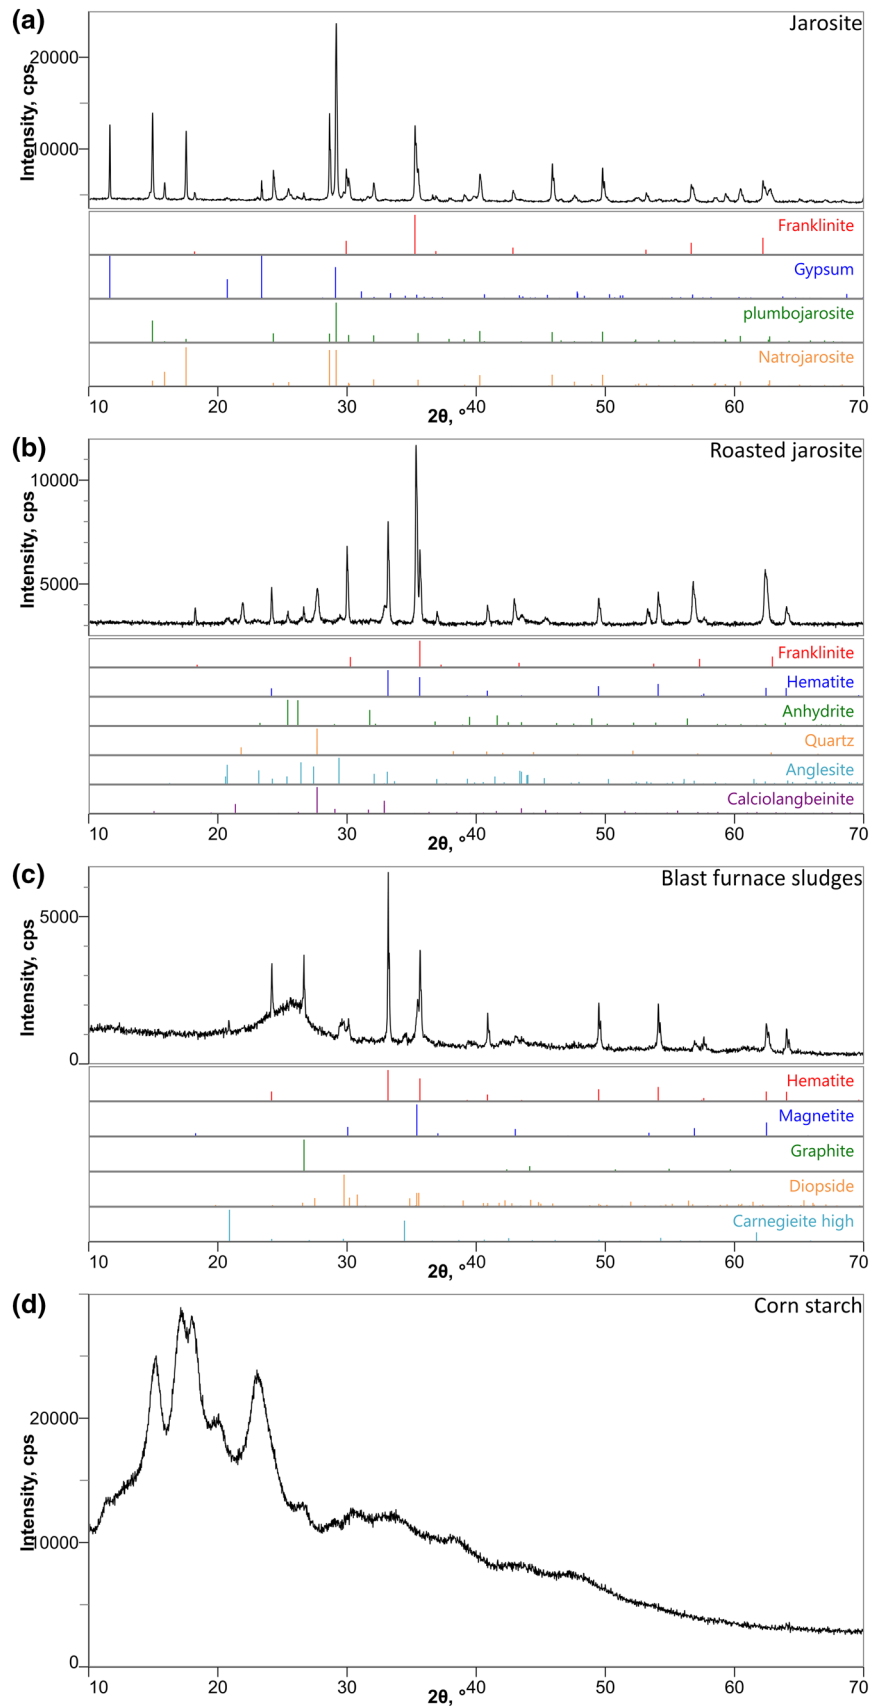 (a)
Jarosite
20000
10000
Intensity, cps
Franklinite
Gypsum
plumbojarosite
Natrojarosite
10 20 30 40 50 60 70
2θ, °
(b)
Roasted jarosite
10000
5000
Intensity, cps
Franklinite
Hematite
Anhydrite
Quartz
Anglesite
Calciolangbeinite
10 20 30 40 50 60 70
2θ, °
(c)
Blast furnace sludges
5000
0
Intensity, cps
Hematite
Magnetite
Graphite
Diopside
Carnegieite high
10 20 30 40 50 60 70
2θ, °
(d)
Corn starch
20000
10000
0
Intensity, cps
10 20 30 40 50 60 70
2θ, °